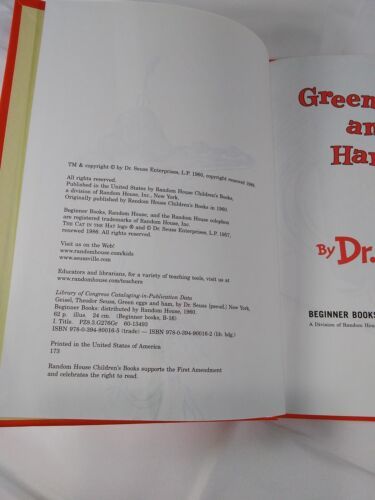 TM & copyright © by Dr. Seuss Enterprises, L.P. 1960, copyright renewed 1988.
All rights reserved.
Published in the United States by Random House Children's Books,
a division of Random House, Inc., New York.
Originally published by Random House Children's Books in 1960.
Beginner Books, Random House, and the Random House colophon
are registered trademarks of Random House, Inc.
THE CAT IN THE HAT logo ® and © Dr. Seuss Enterprises, L.P. 1957,
renewed 1986. All rights reserved.
Visit us on the Web!
www.randomhouse.com/kids
www.seussville.com
Educators and librarians, for a variety of teaching tools, visit us at
www.randomhouse.com/teachers
Library of Congress Cataloging-in-Publication Data
Geisel, Theodor Seuss, Green eggs and ham, by Dr. Seuss [pseud.] New York,
Beginner Books: distributed by Random House, 1960.
62 p. illus. 24 cm. (Beginner books, B-16)
I. Title. PZ8.3.G276Gr 60-13493
ISBN 978-0-394-80016-5 (trade) — ISBN 978-0-394-90016-2 (lib. bdg.)
Printed in the United States of America
173
Random House Children's Books supports the First Amendment
and celebrates the right to read.
Green
an
Ha
By Dr.
BEGINNER BOOKS
A Division of Random Hous